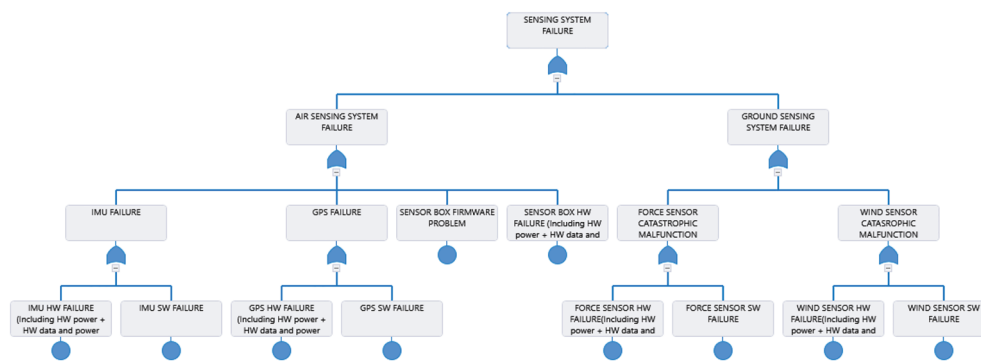 SENSING SYSTEM
FAILURE
AIR SENSING SYSTEM
FAILURE
GROUND SENSING
SYSTEM FAILURE
IMU FAILURE
GPS FAILURE
SENSOR BOX FIRMWARE
PROBLEM
SENSOR BOX HW
FAILURE (Including HW
power + HW data and
FORCE SENSOR
CATASTROPHIC
MALFUNCTION
WIND SENSOR
CATASROPHIC
MALFUNCTION
IMU HW FAILURE
(Including HW power +
HW data and power
IMU SW FAILURE
GPS HW FAILURE
(Including HW power +
HW data and power
GPS SW FAILURE
FORCE SENSOR HW
FAILURE(Including HW
power + HW data and
FORCE SENSOR SW
FAILURE
WIND SENSOR HW
FAILURE(Including HW
power + HW data and
WIND SENSOR SW
FAILURE